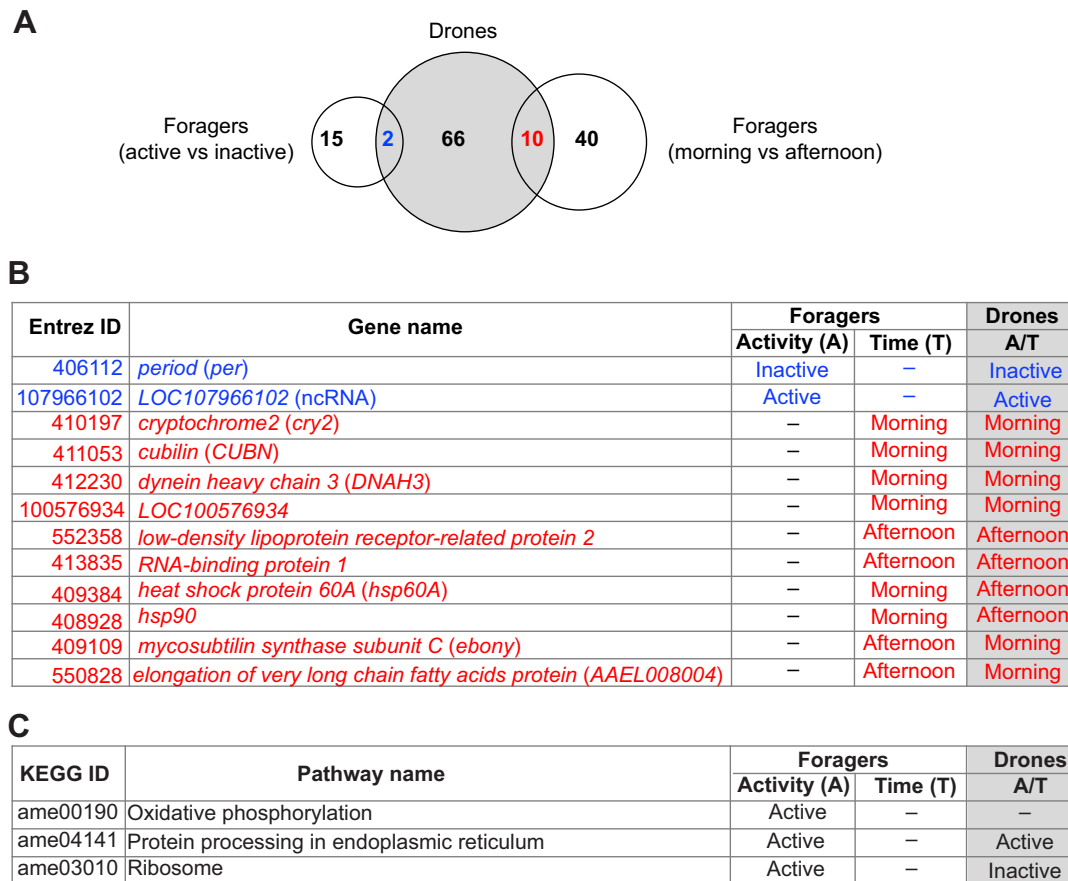 A
Drones
Foragers
(active vs inactive)
15 2 66 10 40
Foragers
(morning vs afternoon)
B
Entrez ID Gene name Foragers Drones
Activity (A) Time (T) A/T
406112 period (per) Inactive – Inactive
107966102 LOC107966102 (ncRNA) Active – Active
410197 cryptochrome2 (cry2) – Morning Morning
411053 cubilin (CUBN) – Morning Morning
412230 dynein heavy chain 3 (DNAH3) – Morning Morning
100576934 LOC100576934 – Morning Morning
552358 low-density lipoprotein receptor-related protein 2 – Afternoon Afternoon
413835 RNA-binding protein 1 – Afternoon Afternoon
409384 heat shock protein 60A (hsp60A) – Morning Afternoon
408928 hsp90 – Morning Afternoon
409109 mycosubtilin synthase subunit C (ebony) – Afternoon Morning
550828 elongation of very long chain fatty acids protein (AAEL008004) – Afternoon Morning
C
KEGG ID Pathway name Foragers Drones
Activity (A) Time (T) A/T
ame00190 Oxidative phosphorylation Active – –
ame04141 Protein processing in endoplasmic reticulum Active – Active
ame03010 Ribosome Active – Inactive